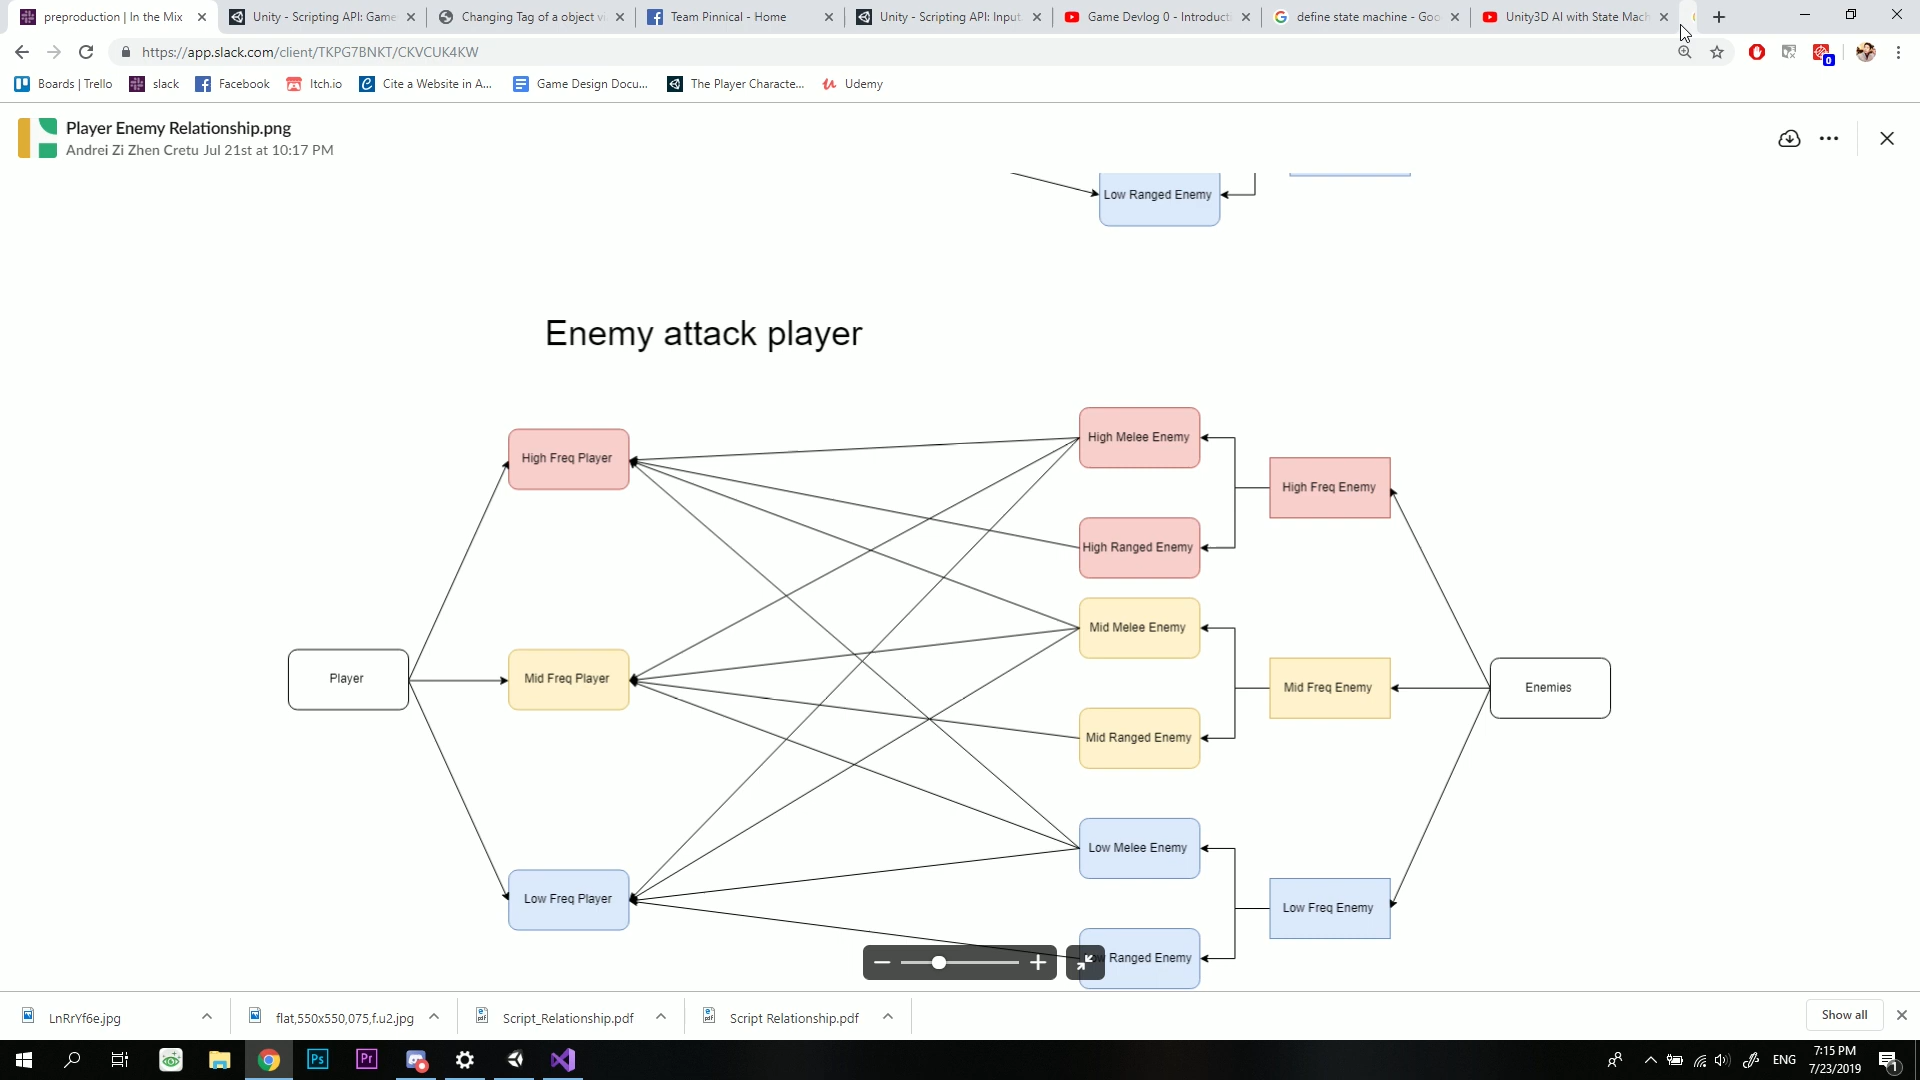 preproduction | In the Mix
Unity - Scripting API: Game
Changing Tag of a object v
Team Pinnical - Home
Unity - Scripting API: Input
Game Devlog 0 - Introduct
define state machine - Goo
Unity3D AI with State Mach
https://app.slack.com/client/TKPG7BNKT/CKVCUK4KW
0
Boards | Trello
slack
Facebook
Itch.io
Cite a Website in A...
Game Design Docu...
The Player Characte...
Udemy
Player Enemy Relationship.png
Andrei Zi Zhen Cretu Jul 21st at 10:17 PM
Low Ranged Enemy
Enemy attack player
High Melee Enemy
High Freq Player
High Freq Enemy
High Ranged Enemy
Mid Melee Enemy
Player
Mid Freq Player
Mid Freq Enemy
Enemies
Mid Ranged Enemy
Low Melee Enemy
Low Freq Player
Low Freq Enemy
Ranged Enemy
LnRrYf6e.jpg
flat,550x550,075,f.u2.jpg
Script_Relationship.pdf
Script Relationship.pdf
Show all
Ps
Pr
ENG
7:15 PM
7/23/2019
1